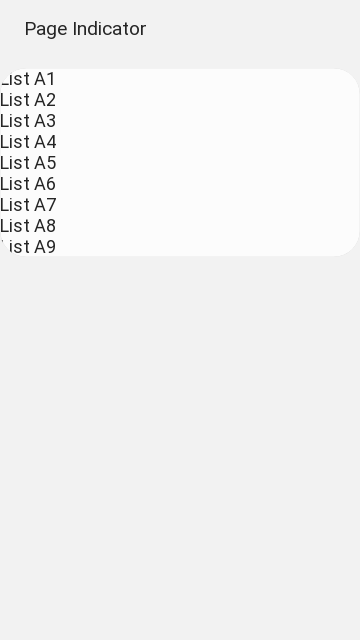 Page Indicator
List A1
List A2
List A3
List A4
List A5
List A6
List A7
List A8
List A9